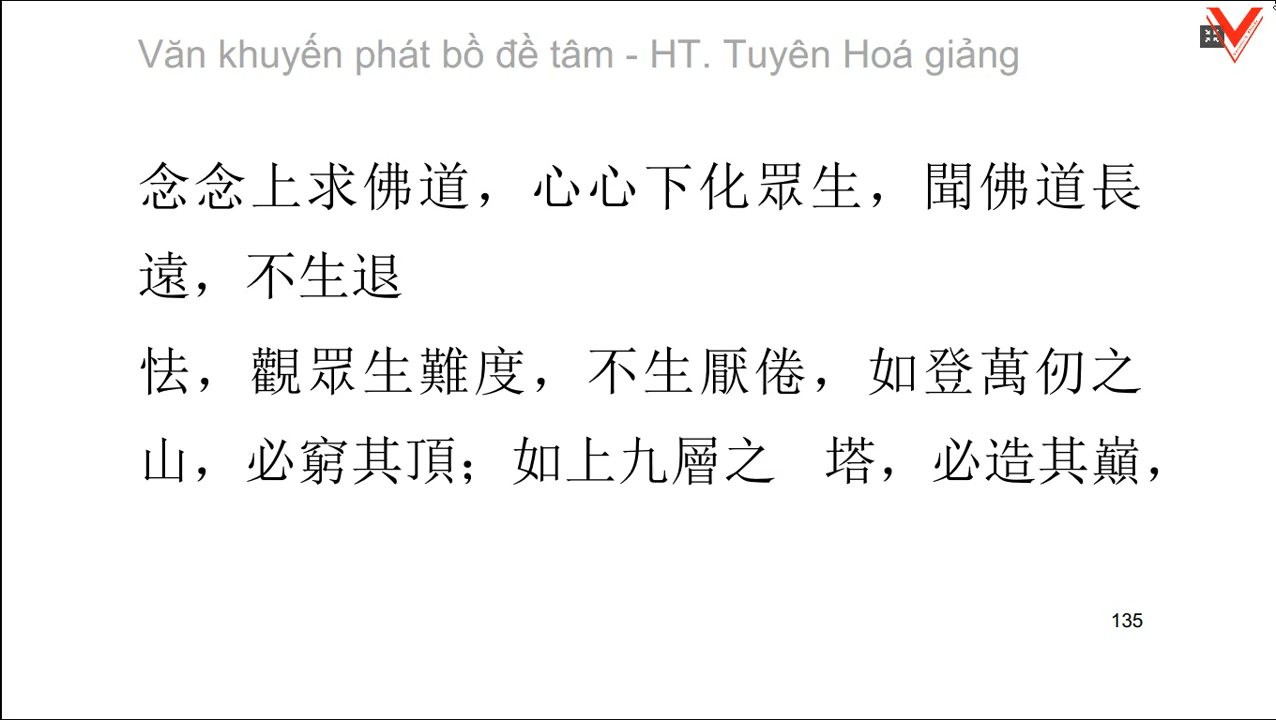 Văn khuyến phát bồ đề tâm - HT. Tuyên Hoá giảng
念念上求佛道，心心下化眾生，聞佛道長
遠，不生退
怯，觀眾生難度，不生厭倦，如登萬仞之
山，必窮其頂；如上九層之　塔，必造其巔，
135